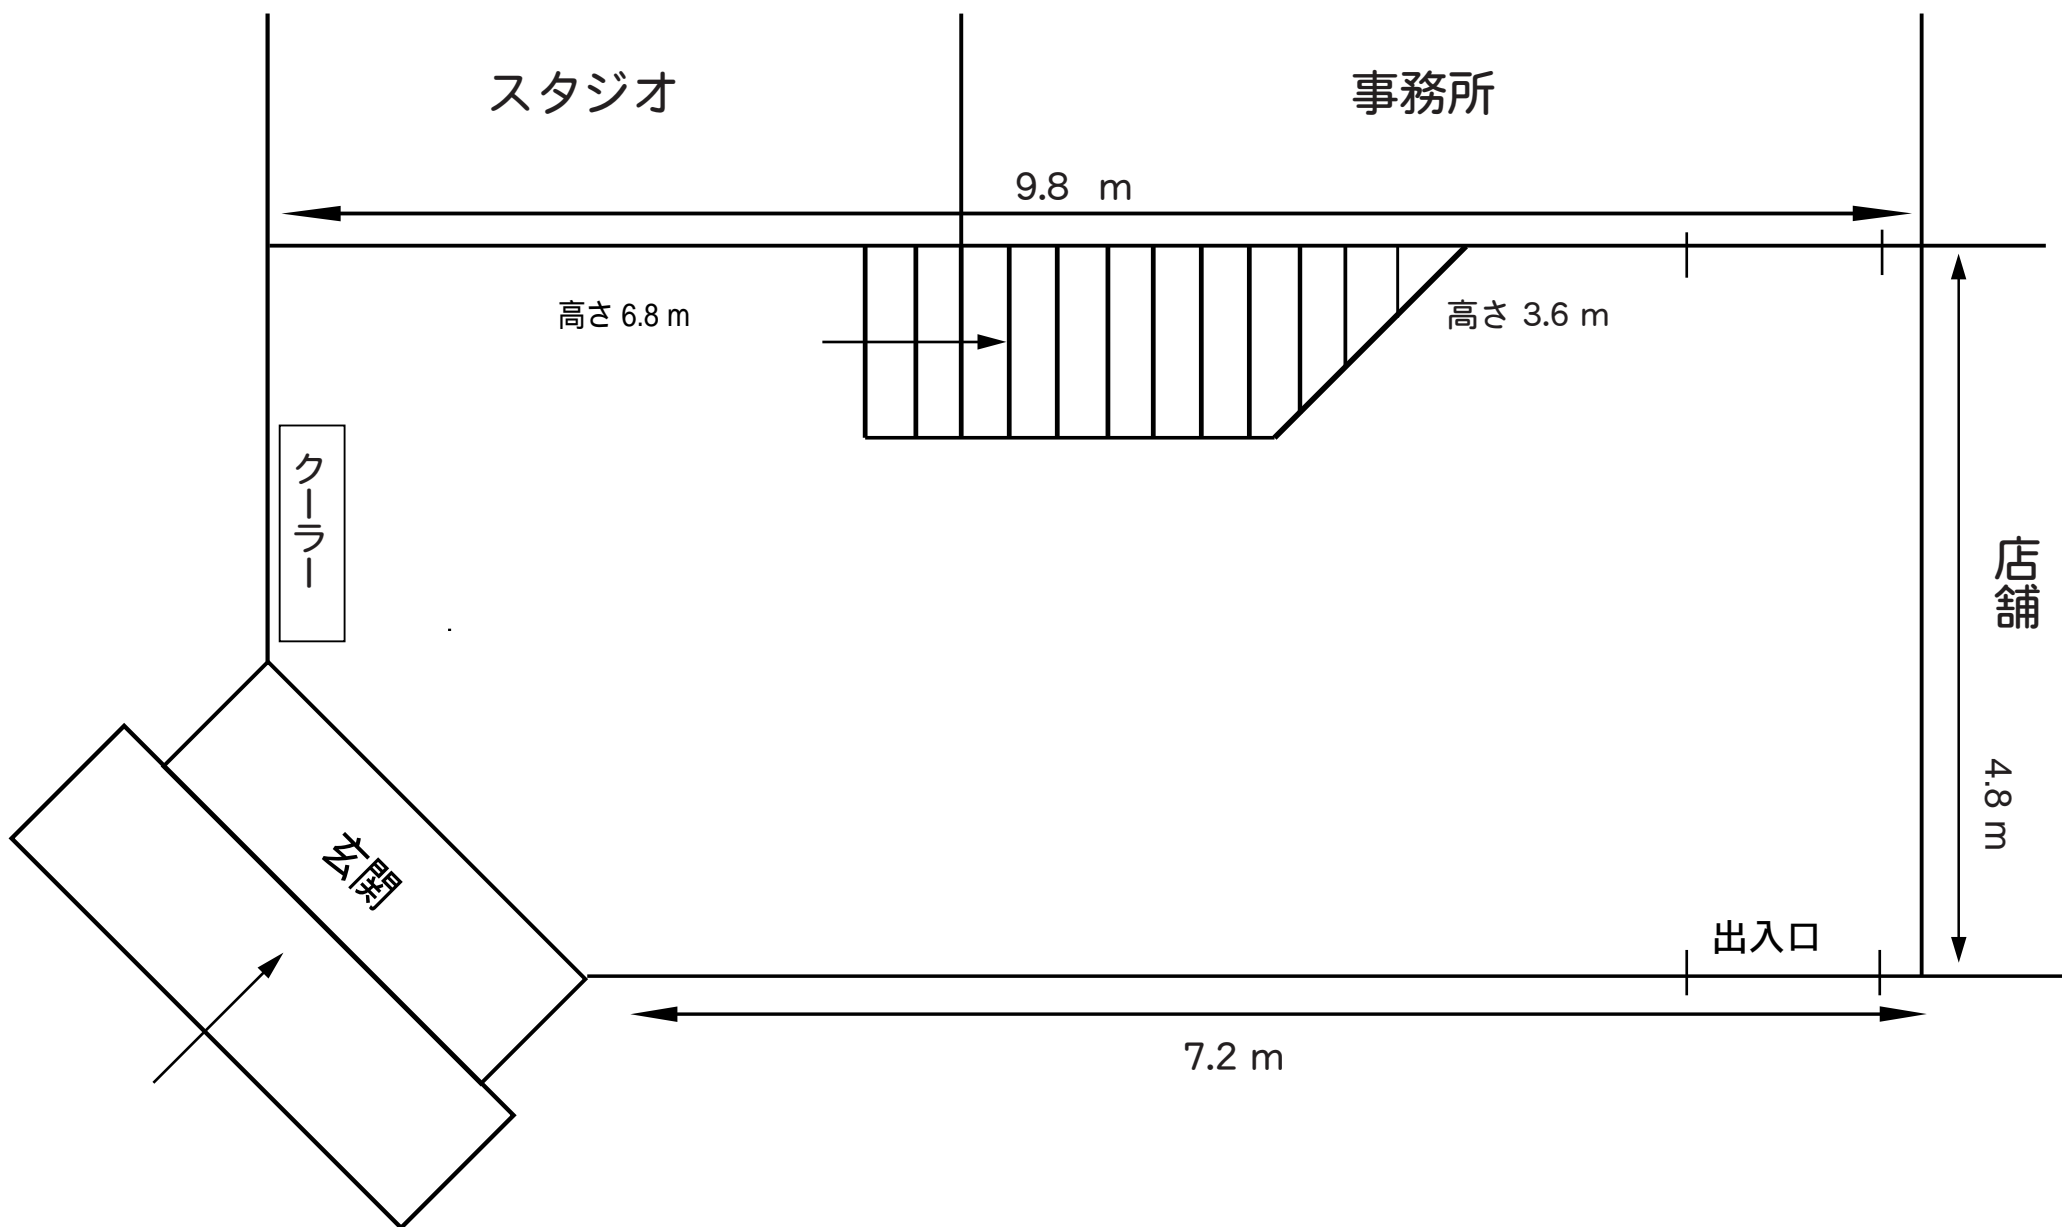 スタジオ
事務所
9.8 m
高さ 6.8 m
高さ 3.6 m
クーラー
店舗
4.8 m
玄関
出入口
7.2 m